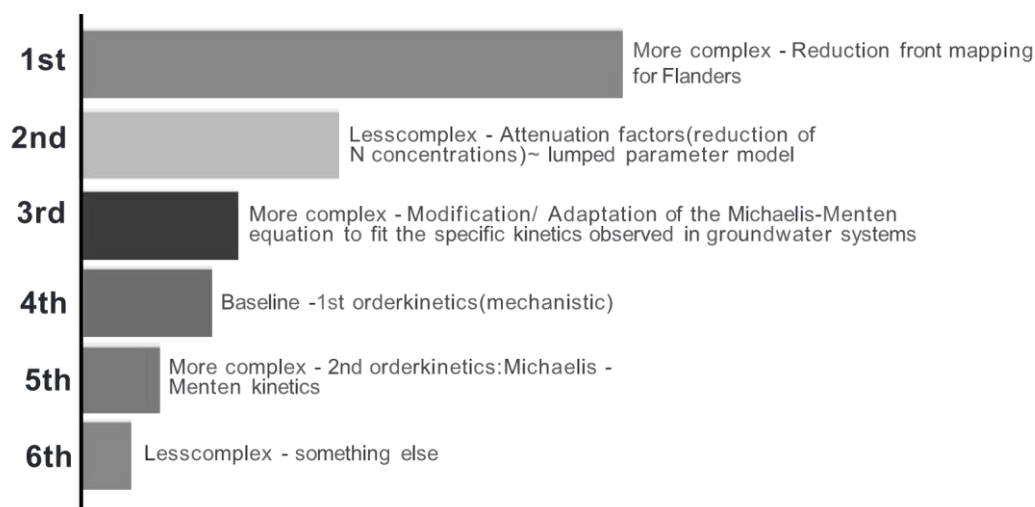 1st
More complex - Reduction front mapping
for Flanders
2nd
Lesscomplex - Attenuation factors(reduction of
N concentrations)~ lumped parameter model
3rd
More complex - Modification/ Adaptation of the Michaelis-Menten
equation to fit the specific kinetics observed in groundwater systems
4th
Baseline -1st orderkinetics(mechanistic)
5th
More complex - 2nd orderkinetics:Michaelis -
Menten kinetics
6th
Lesscomplex - something else